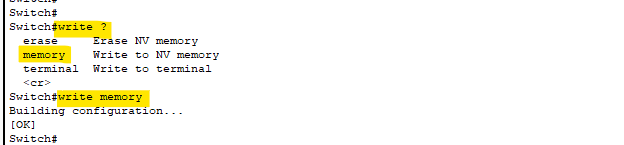 Switch#
Switch#write ?
  erase     Erase NV memory
  memory    Write to NV memory
  terminal  Write to terminal
  <cr>
Switch#write memory
Building configuration...
[OK]
Switch#